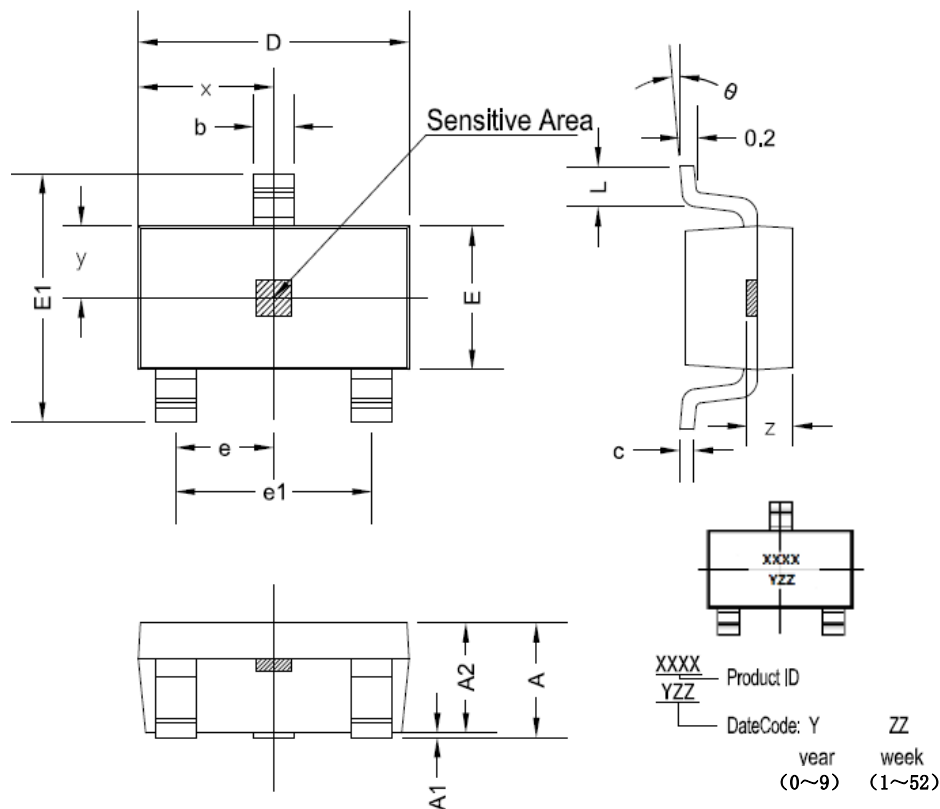 D
x
b
Sensitive Area
y
E1
E
e
e1
θ
0.2
L
z
c
A2
A
A1
XXXX
YZZ
XXXX
Product ID
YZZ
DateCode: Y ZZ
year week
(0~9) (1~52)